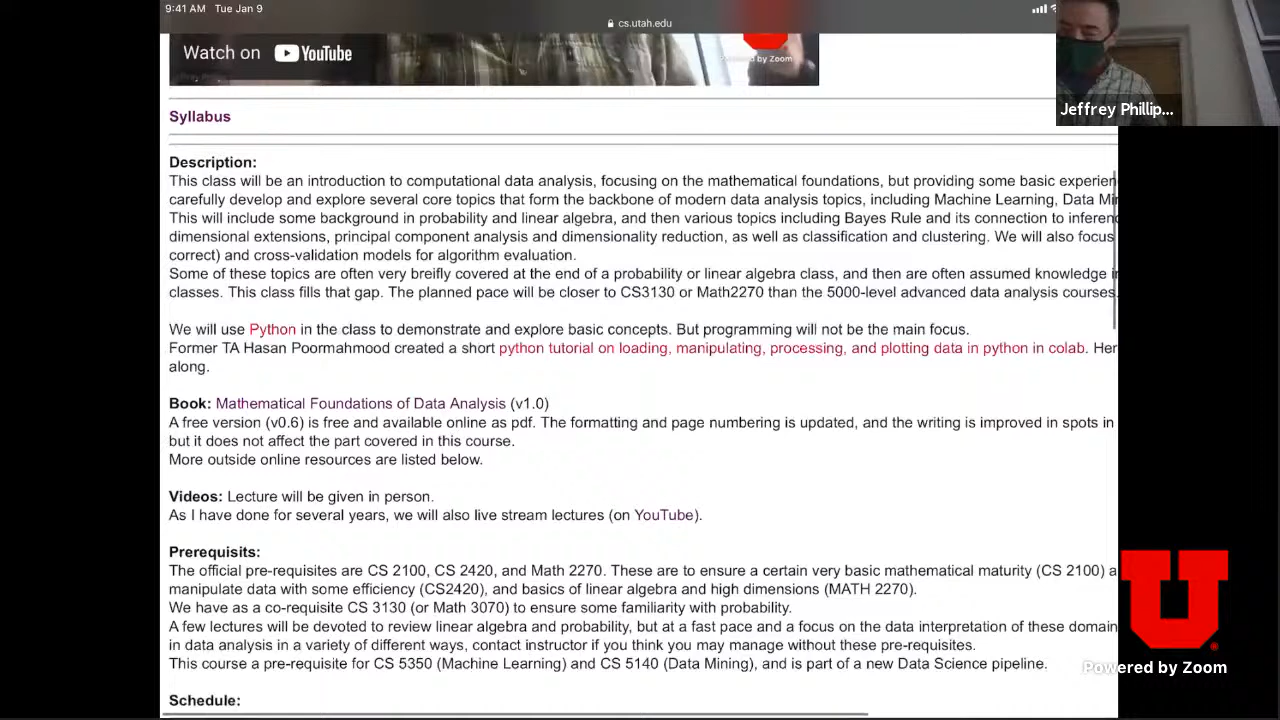 9:41 AM Tue Jan 9
cs.utah.edu
Watch on YouTube
Powered by Zoom
Jeffrey Phillip...
Syllabus
Description:
This class will be an introduction to computational data analysis, focusing on the mathematical foundations, but providing some basic experien
carefully develop and explore several core topics that form the backbone of modern data analysis topics, including Machine Learning, Data Mi
This will include some background in probability and linear algebra, and then various topics including Bayes Rule and its connection to inferen
dimensional extensions, principal component analysis and dimensionality reduction, as well as classification and clustering. We will also focus
correct) and cross-validation models for algorithm evaluation.
Some of these topics are often very breifly covered at the end of a probability or linear algebra class, and then are often assumed knowledge i
classes. This class fills that gap. The planned pace will be closer to CS3130 or Math2270 than the 5000-level advanced data analysis courses.
We will use Python in the class to demonstrate and explore basic concepts. But programming will not be the main focus.
Former TA Hasan Poormahmood created a short python tutorial on loading, manipulating, processing, and plotting data in python in colab. Her
along.
Book: Mathematical Foundations of Data Analysis (v1.0)
A free version (v0.6) is free and available online as pdf. The formatting and page numbering is updated, and the writing is improved in spots in
but it does not affect the part covered in this course.
More outside online resources are listed below.
Videos: Lecture will be given in person.
As I have done for several years, we will also live stream lectures (on YouTube).
Prerequisits:
The official pre-requisites are CS 2100, CS 2420, and Math 2270. These are to ensure a certain very basic mathematical maturity (CS 2100) a
manipulate data with some efficiency (CS2420), and basics of linear algebra and high dimensions (MATH 2270).
We have as a co-requisite CS 3130 (or Math 3070) to ensure some familiarity with probability.
A few lectures will be devoted to review linear algebra and probability, but at a fast pace and a focus on the data interpretation of these domain
in data analysis in a variety of different ways, contact instructor if you think you may manage without these pre-requisites.
This course a pre-requisite for CS 5350 (Machine Learning) and CS 5140 (Data Mining), and is part of a new Data Science pipeline.
Schedule:
U
Powered by Zoom